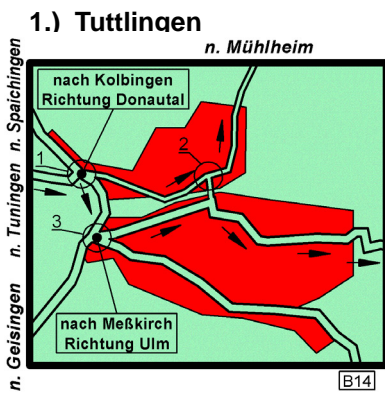 1.) Tuttlingen
n. Mühlheim
n. Spaichingen
nach Kolbingen
Richtung Donautal
2
1
n. Tuningen
3
nach Meßkirch
Richtung Ulm
n. Geisingen
B14